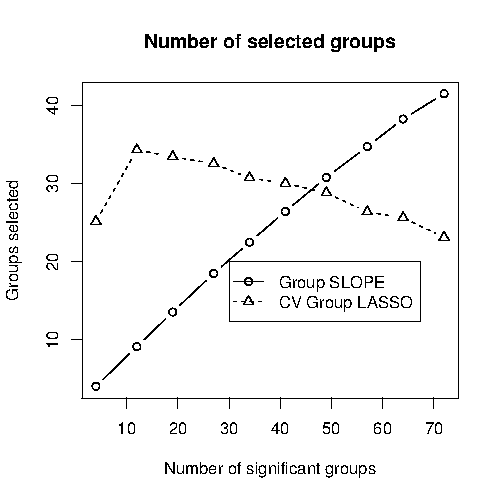 Number of selected groups
Groups selected
40
30
20
10
Group SLOPE
CV Group LASSO
10 20 30 40 50 60 70
Number of significant groups